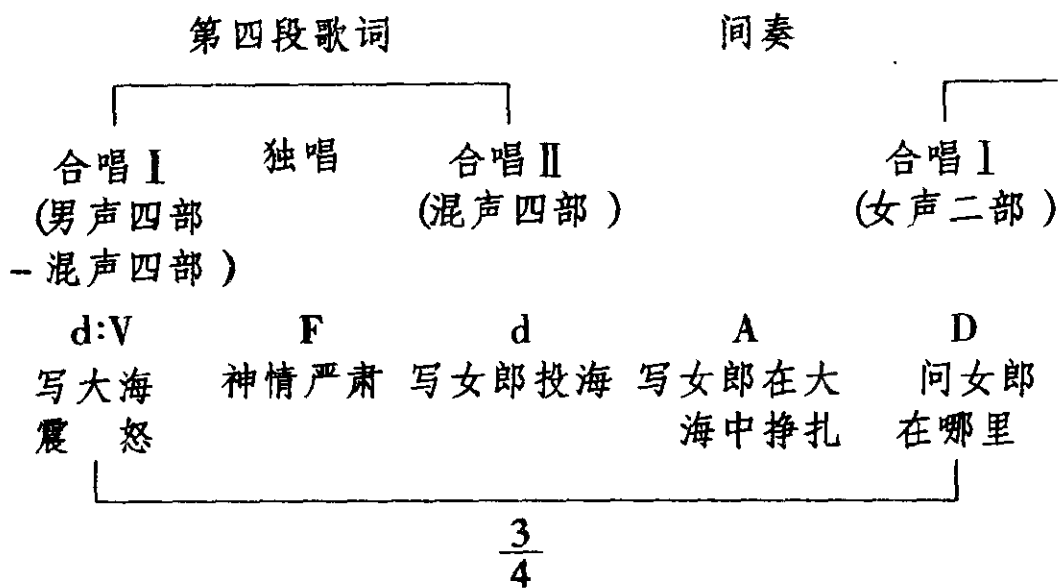 第四段歌词 间奏
合唱Ⅰ 独唱 合唱Ⅱ 合唱Ⅰ
(男声四部 (混声四部) (女声二部)
-混声四部)
d:V F d A D
写大海 神情严肃 写女郎投海 写女郎在大 问女郎
震怒 海中挣扎 在哪里
3
4